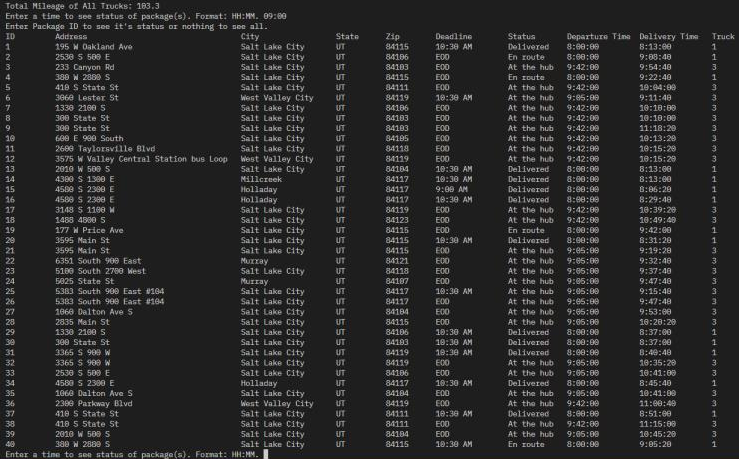 Total Mileage of All Trucks: 103.3
Enter a time to see status of package(s). Format: HH:MM. 09:00
Enter Package ID to see it's status or nothing to see all.
ID Address City State Zip Deadline Status Departure Time Delivery Time Truck
1 195 W Oakland Ave Salt Lake City UT 84115 10:30 AM Delivered 8:00:00 8:13:00 1
2 2530 S 500 E Salt Lake City UT 84106 EOD En route 8:00:00 9:08:40 1
3 233 Canyon Rd Salt Lake City UT 84103 EOD At the hub 9:42:00 9:54:40 3
4 380 W 2880 S Salt Lake City UT 84115 EOD En route 8:00:00 9:22:40 1
5 410 S State St Salt Lake City UT 84111 EOD At the hub 9:42:00 10:04:00 3
6 3060 Lester St West Valley City UT 84119 10:30 AM At the hub 9:05:00 9:11:40 3
7 1330 2100 S Salt Lake City UT 84106 EOD At the hub 9:42:00 10:10:00 3
8 300 State St Salt Lake City UT 84103 EOD At the hub 9:42:00 10:10:00 3
9 300 State St Salt Lake City UT 84103 EOD At the hub 9:42:00 11:18:20 3
10 600 E 900 South Salt Lake City UT 84105 EOD At the hub 9:42:00 10:13:20 3
11 2600 Taylorsville Blvd Salt Lake City UT 84118 EOD At the hub 9:42:00 10:15:20 3
12 3575 W Valley Central Station bus Loop West Valley City UT 84119 EOD At the hub 9:42:00 10:15:20 3
13 2010 W 500 S Salt Lake City UT 84104 10:30 AM Delivered 8:00:00 8:13:00 1
14 4300 S 1300 E Millcreek UT 84117 10:30 AM Delivered 8:00:00 8:13:00 1
15 4580 S 2300 E Holladay UT 84117 9:00 AM Delivered 8:00:00 8:06:20 1
16 4580 S 2300 E Holladay UT 84117 10:30 AM Delivered 8:00:00 8:29:40 1
17 3148 S 1100 W Salt Lake City UT 84119 EOD At the hub 9:42:00 10:39:20 3
18 1488 4800 S Salt Lake City UT 84123 EOD At the hub 9:42:00 10:49:40 3
19 177 W Price Ave Salt Lake City UT 84115 EOD En route 8:00:00 9:42:00 1
20 3595 Main St Salt Lake City UT 84115 10:30 AM Delivered 8:00:00 8:31:20 1
21 3595 Main St Salt Lake City UT 84115 EOD At the hub 9:05:00 9:19:20 3
22 6351 South 900 East Murray UT 84121 EOD At the hub 9:05:00 9:32:40 3
23 5100 South 2700 West Salt Lake City UT 84118 EOD At the hub 9:05:00 9:37:40 3
24 5025 State St Murray UT 84107 EOD At the hub 9:05:00 9:47:40 3
25 5383 South 900 East #104 Salt Lake City UT 84117 10:30 AM At the hub 9:05:00 9:15:40 3
26 5383 South 900 East #104 Salt Lake City UT 84117 EOD At the hub 9:05:00 9:47:40 3
27 1060 Dalton Ave S Salt Lake City UT 84104 EOD At the hub 9:05:00 9:53:00 3
28 2835 Main St Salt Lake City UT 84115 EOD At the hub 9:05:00 10:20:20 3
29 1330 2100 S Salt Lake City UT 84106 10:30 AM Delivered 8:00:00 8:37:00 1
30 300 State St Salt Lake City UT 84103 10:30 AM Delivered 8:00:00 8:37:00 1
31 3365 S 900 W Salt Lake City UT 84119 10:30 AM Delivered 8:00:00 8:40:40 1
32 3365 S 900 W Salt Lake City UT 84119 EOD At the hub 9:05:00 10:35:20 3
33 2530 S 500 E Salt Lake City UT 84106 EOD At the hub 9:05:00 10:41:00 3
34 4580 S 2300 E Holladay UT 84117 10:30 AM Delivered 8:00:00 8:45:40 1
35 1060 Dalton Ave S Salt Lake City UT 84104 EOD At the hub 9:05:00 10:41:00 3
36 2300 Parkway Blvd West Valley City UT 84119 EOD At the hub 9:42:00 11:00:40 3
37 410 S State St Salt Lake City UT 84111 10:30 AM Delivered 8:00:00 8:51:00 1
38 410 S State St Salt Lake City UT 84111 EOD At the hub 9:42:00 11:15:00 3
39 2010 W 500 S Salt Lake City UT 84104 EOD At the hub 9:05:00 10:45:20 3
40 380 W 2880 S Salt Lake City UT 84115 10:30 AM En route 8:00:00 9:05:20 1
Enter a time to see status of package(s). Format: HH:MM.